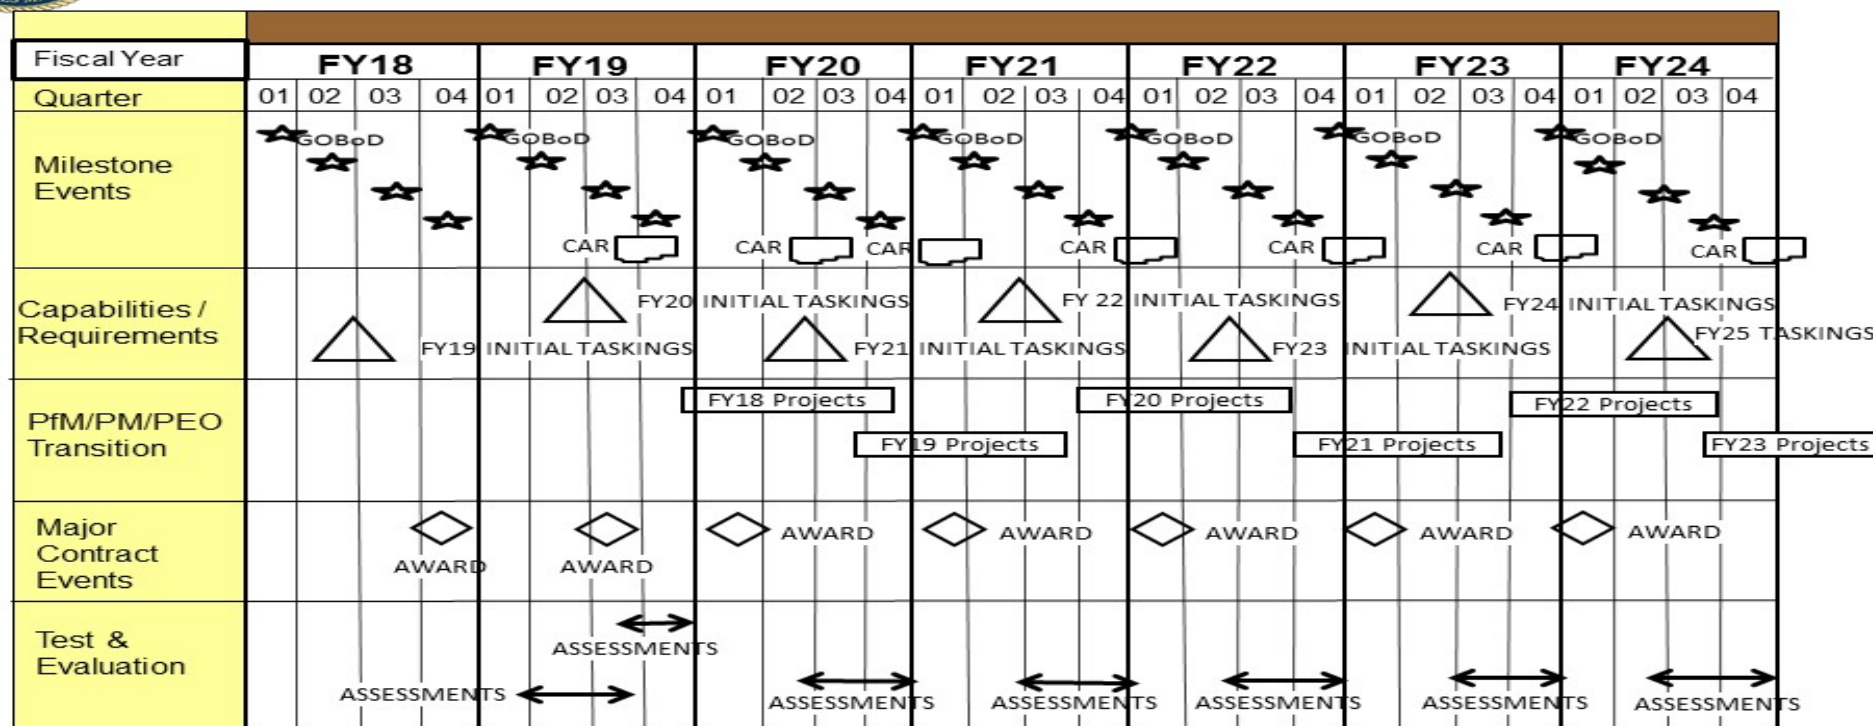 Fiscal Year FY18 FY19 FY20 FY21 FY22 FY23 FY24
Quarter 01 02 03 04 01 02 03 04 01 02 03 04 01 02 03 04 01 02 03 04 01 02 03 04 01 02 03 04
Milestone
Events
GOBoD GOBoD GOBoD GOBoD GOBoD GOBoD GOBoD
CAR CAR CAR CAR CAR CAR CAR
Capabilities /
Requirements
FY20 INITIAL TASKINGS FY 22 INITIAL TASKINGS FY24 INITIAL TASKINGS
FY19 INITIAL TASKINGS FY21 INITIAL TASKINGS FY23 INITIAL TASKINGS FY25 TASKINGS
PfM/PM/PEO
Transition
FY18 Projects FY20 Projects FY22 Projects
FY19 Projects FY21 Projects FY23 Projects
Major
Contract
Events
AWARD AWARD AWARD AWARD AWARD
AWARD AWARD
Test &
Evaluation
ASSESSMENTS
ASSESSMENTS ASSESSMENTS ASSESSMENTS ASSESSMENTS ASSESSMENTS ASSESSMENTS